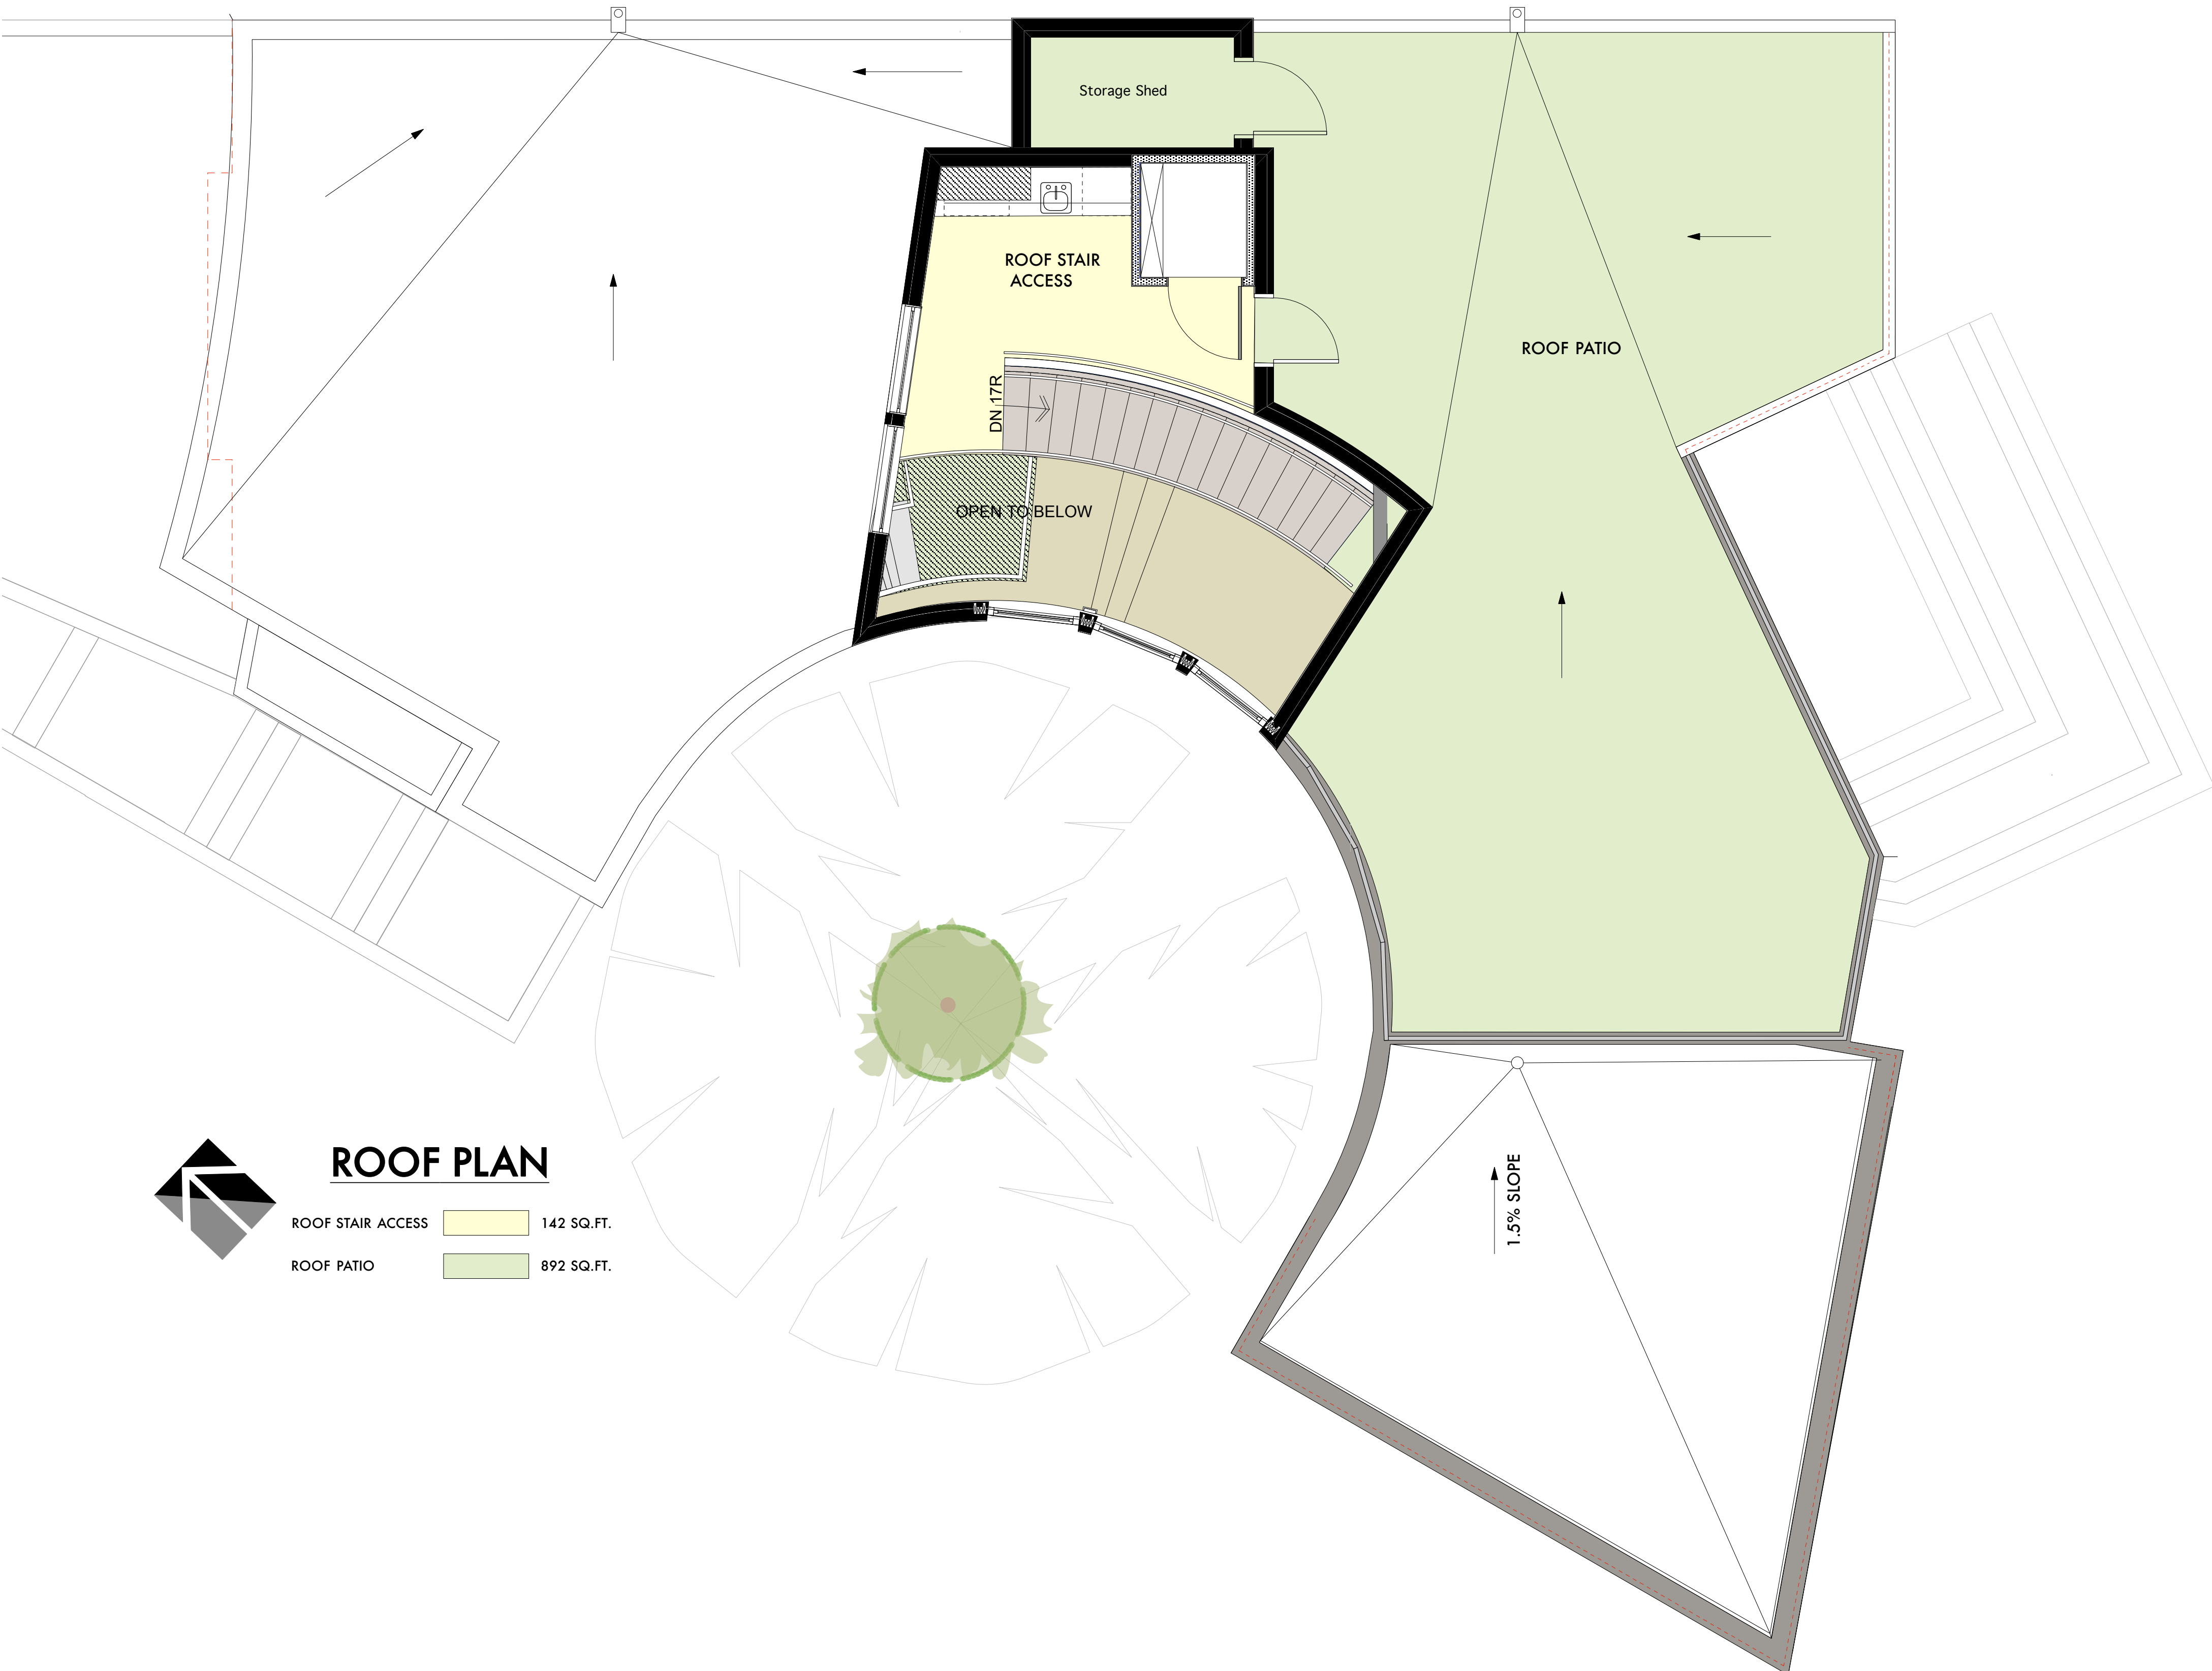 Storage Shed
ROOF STAIR
ACCESS
ROOF PATIO
DN 17R
OPEN TO BELOW
ROOF PLAN
ROOF STAIR ACCESS 142 SQ.FT.
ROOF PATIO 892 SQ.FT.
1.5% SLOPE